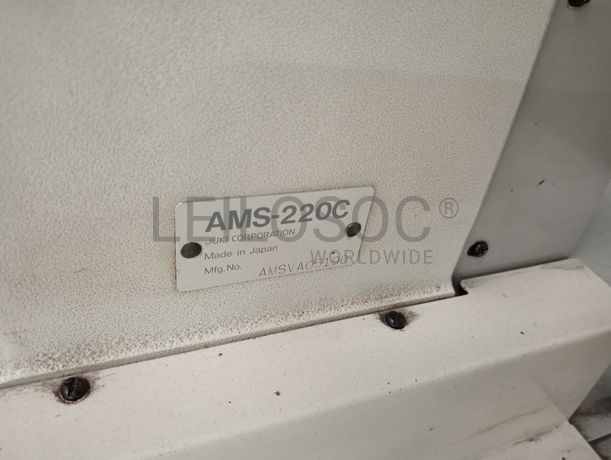 AMS-220C
JUKI CORPORATION
Made in Japan
Mfg. No.
LEILOSOC®
WORLDWIDE